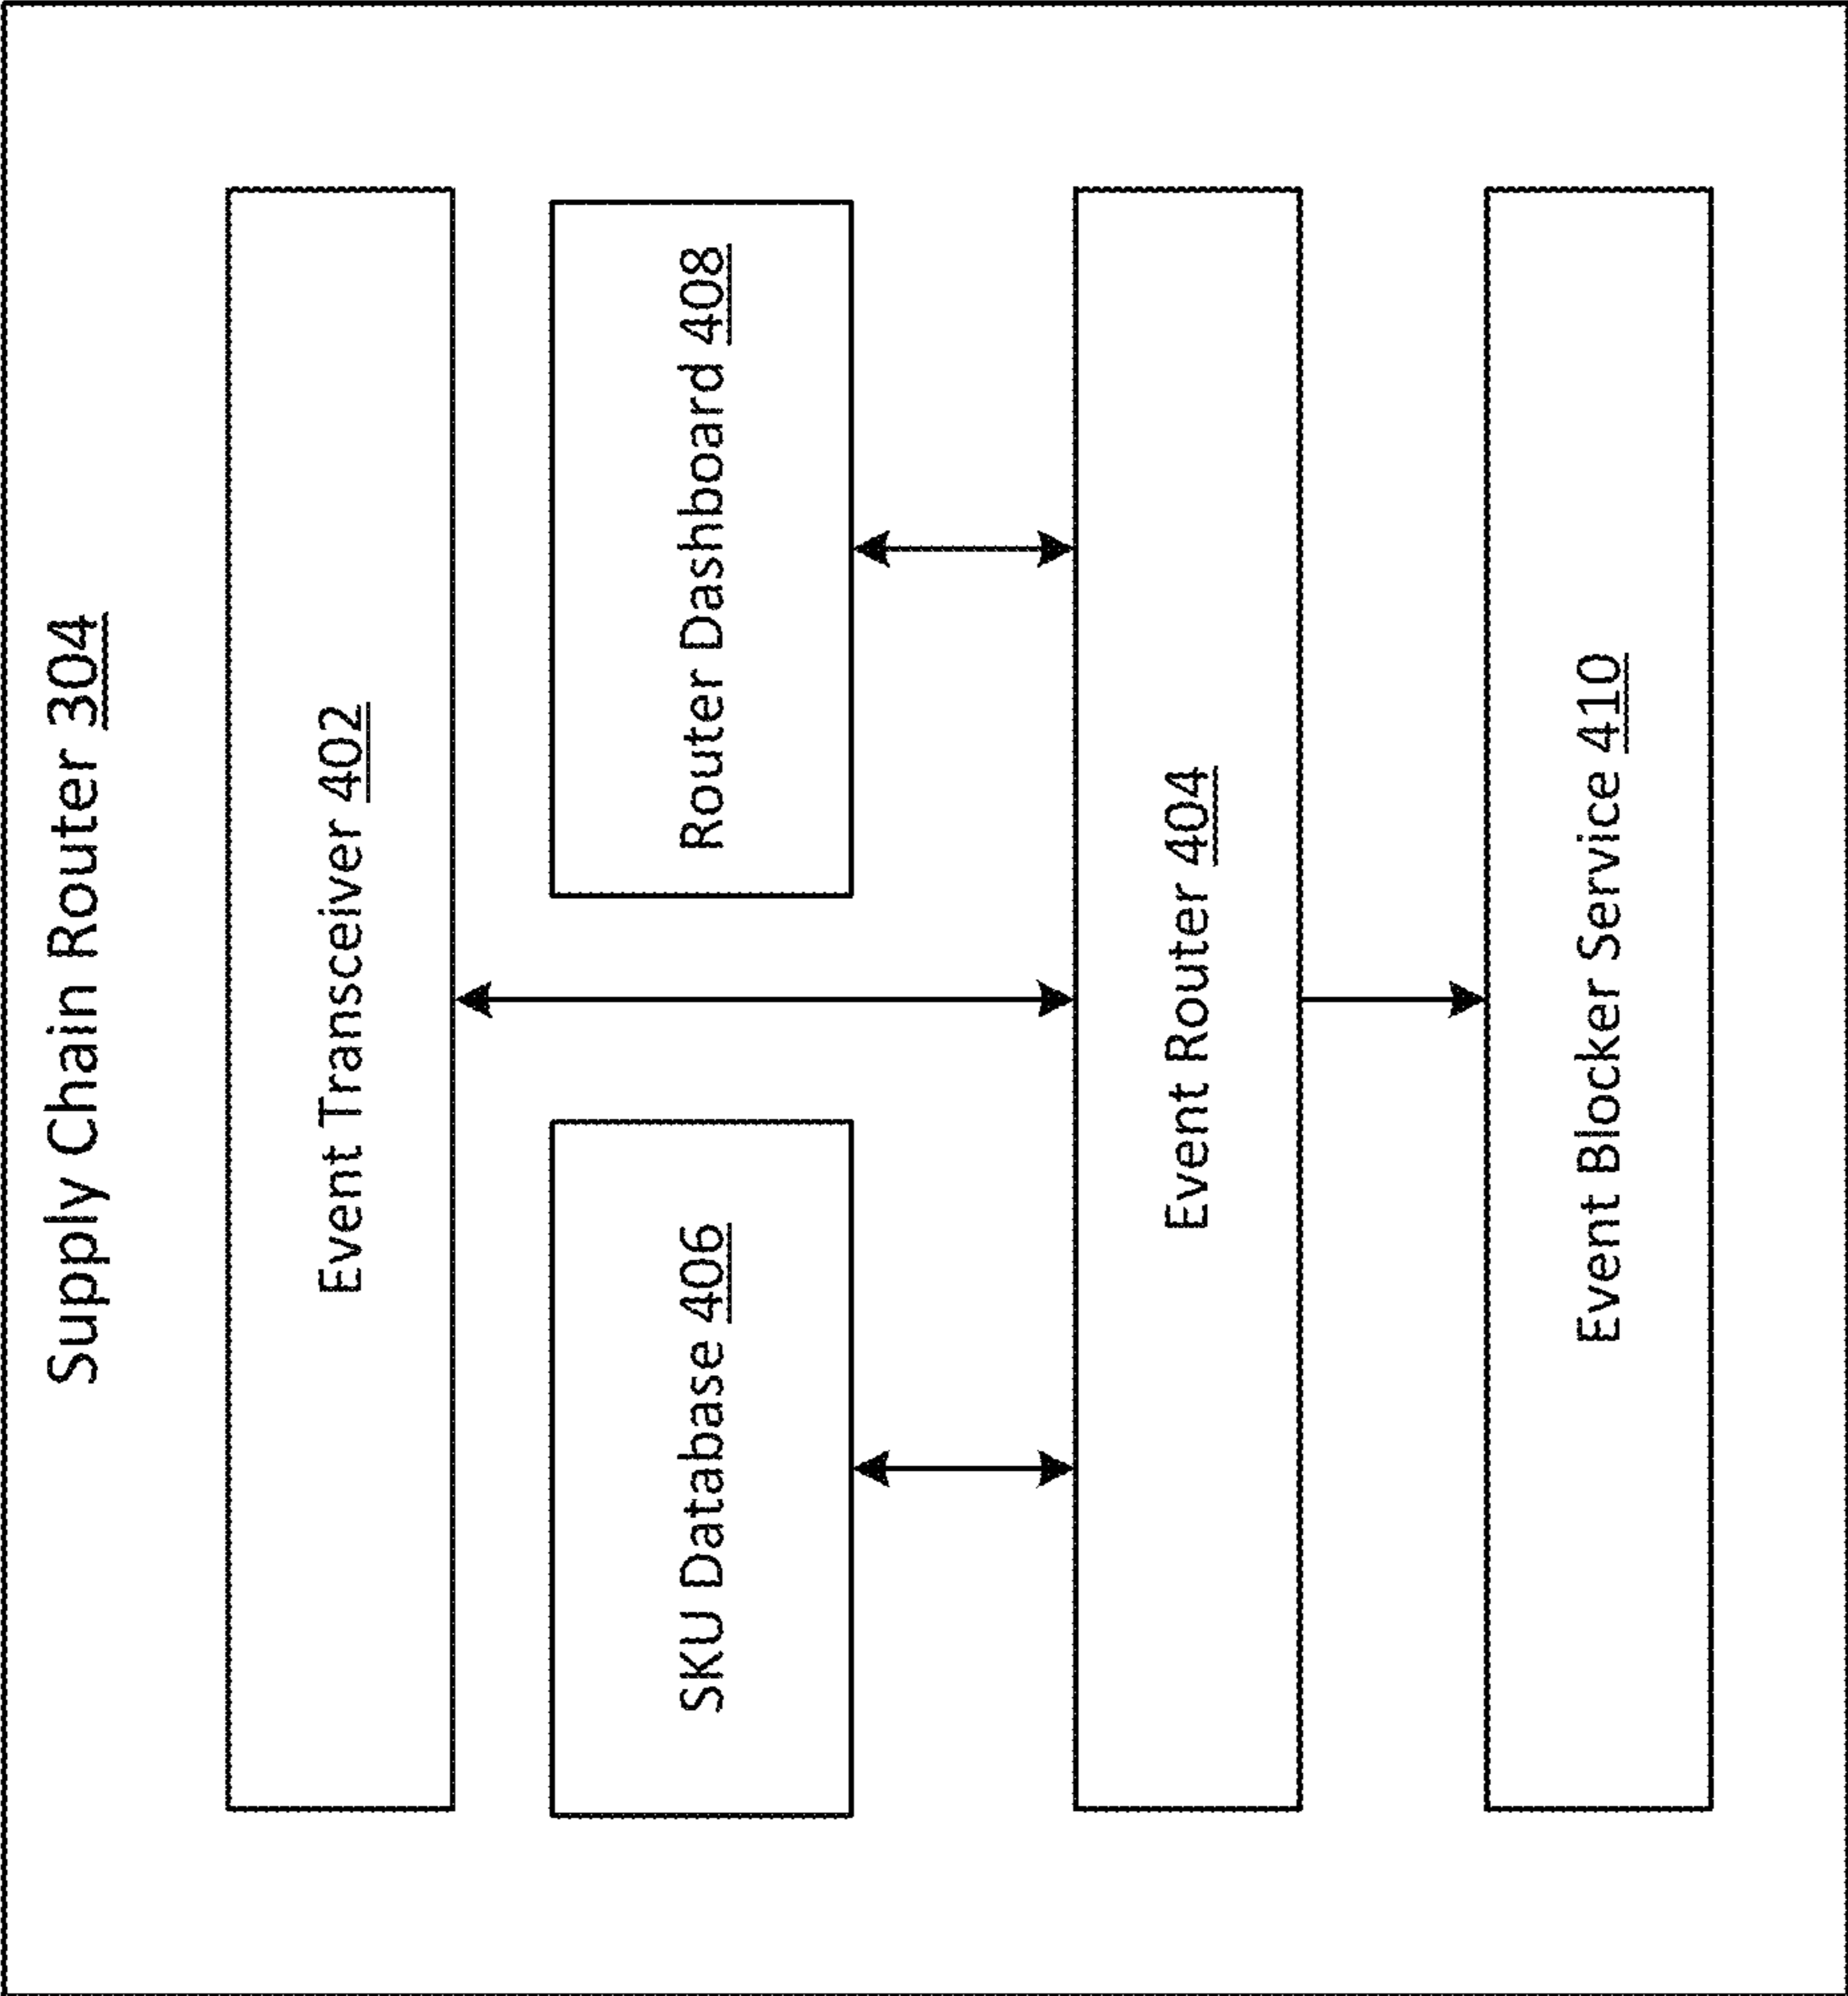 Supply Chain Router 304
Event Transceiver 402
SKU Database 406
Router Dashboard 408
Event Router 404
Event Blocker Service 410